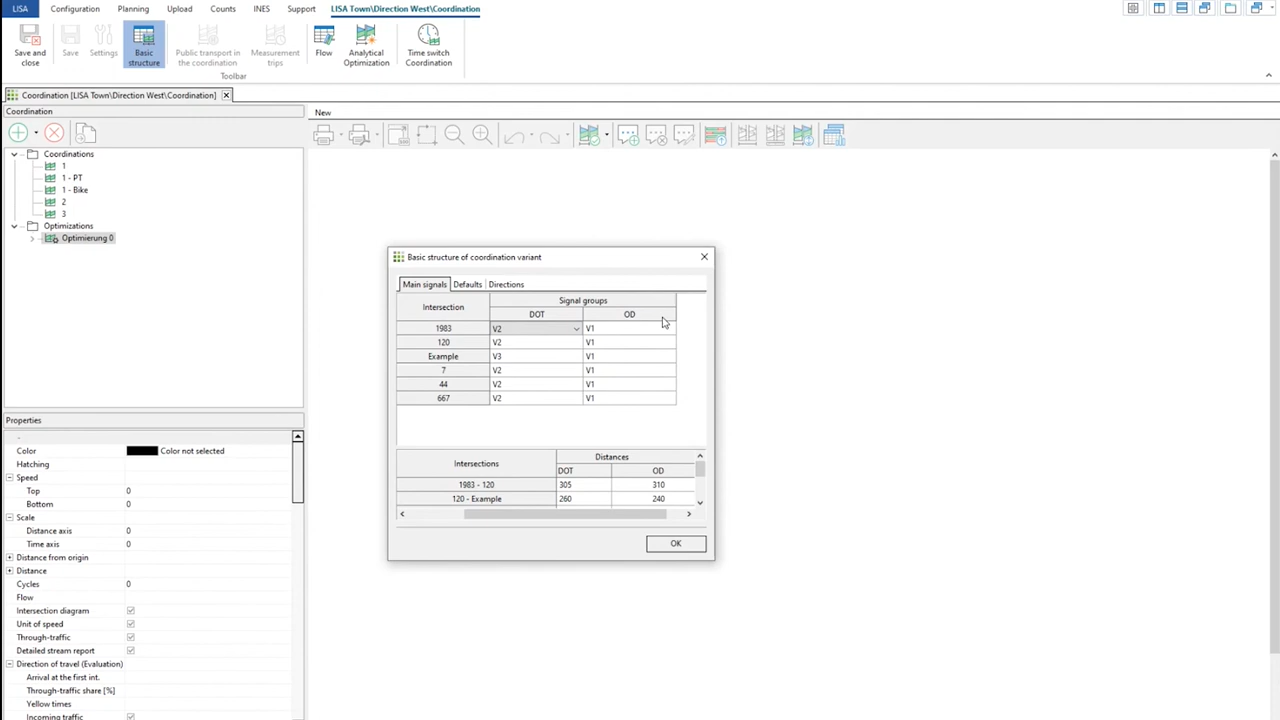 LISA Configuration Planning Upload Counts INES Support LISA Town\Direction West\Coordination
Save and close
Save
Settings
Basic structure
Public transport in the coordination
Measurement trips
Flow
Analytical Optimization
Time switch Coordination
Toolbar
Coordination [LISA Town\Direction West\Coordination]
Coordination
New
Coordinations
1
1 - PT
1 - Bike
2
3
Optimizations
Optimierung 0
Basic structure of coordination variant
Main signals Defaults Directions
Intersection Signal groups
DOT OD
1983 V2 V1
120 V2 V1
Example V3 V1
7 V2 V1
44 V2 V1
667 V2 V1
Intersections Distances
DOT OD
1983 - 120 305 310
120 - Example 260 240
OK
Properties
-
Color Color not selected
Hatching
Speed
Top 0
Bottom 0
Scale
Distance axis 0
Time axis 0
Distance from origin
Distance
Cycles 0
Flow
Intersection diagram
Unit of speed
Through-traffic
Detailed stream report
Direction of travel (Evaluation)
Arrival at the first int.
Through-traffic share [%]
Yellow times
Incoming traffic